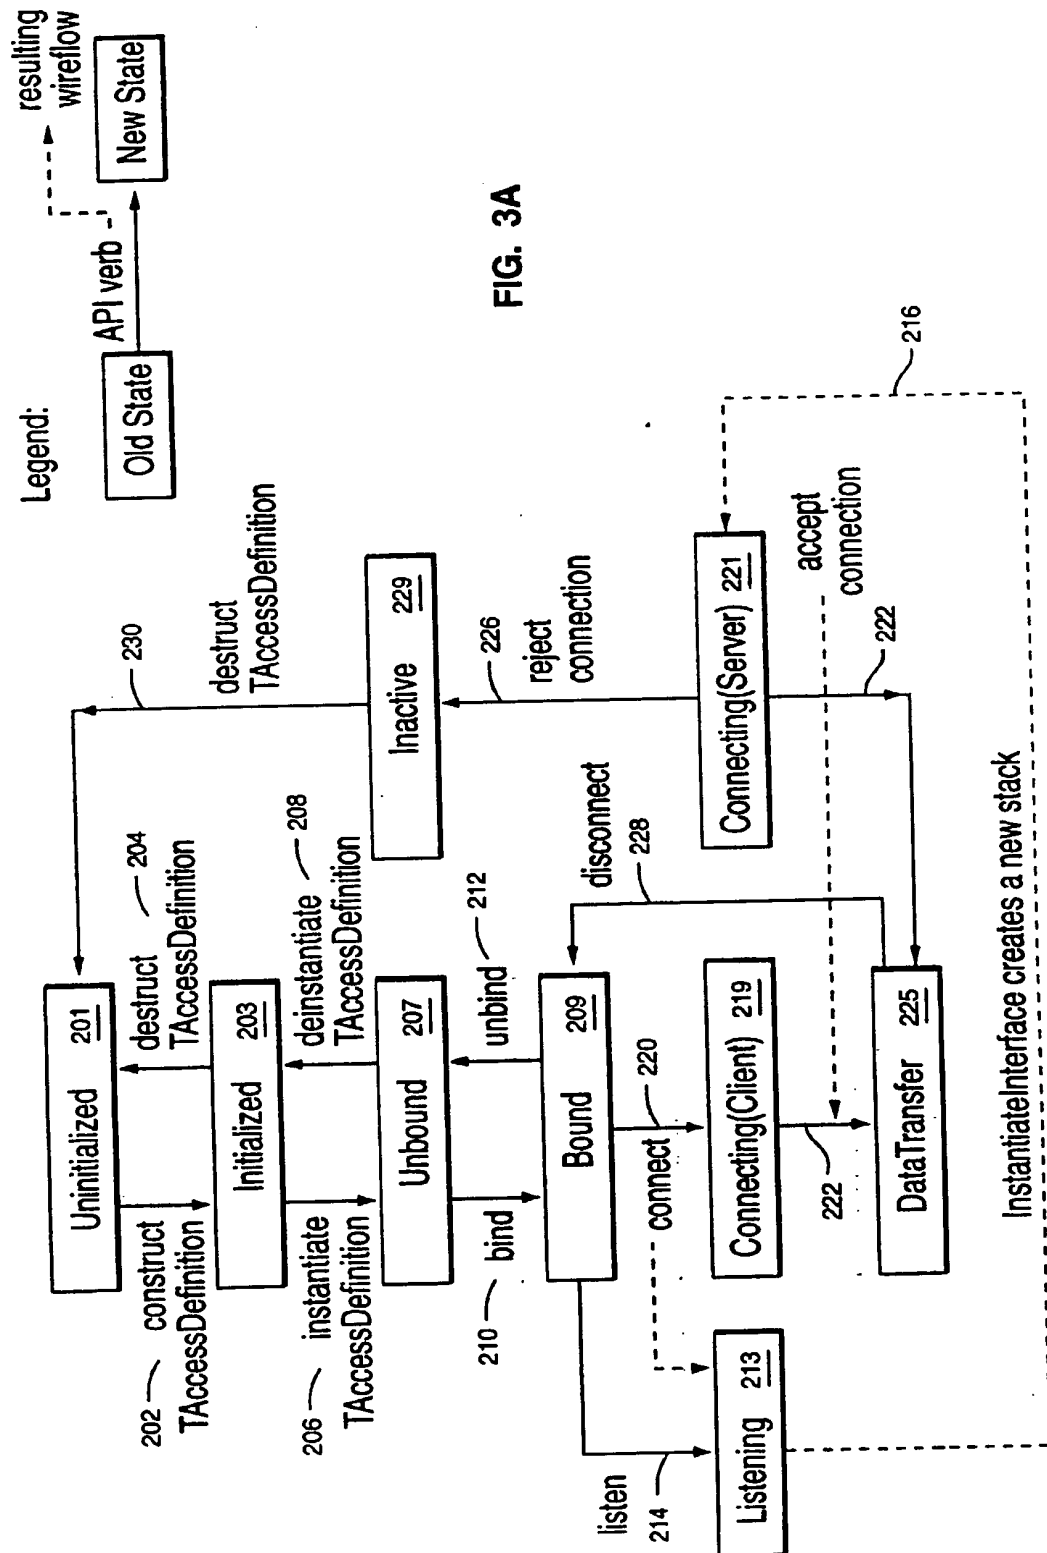 Legend:
Old State
API verb
New State
resulting
wireflow
FIG. 3A
Uninitialized 201
202
construct
TAccessDefinition
destruct
TAccessDefinition
204
230
destruct
TAccessDefinition
Initialized 203
206
instantiate
TAccessDefinition
deinstantiate
TAccessDefinition
208
Inactive 229
Unbound 207
210
bind
unbind
212
226
reject
connection
Bound 209
listen
214
connect
220
disconnect
228
Listening 213
Connecting(Client) 219
Connecting(Server) 221
216
222
222
accept
connection
DataTransfer 225
InstantiateInterface creates a new stack